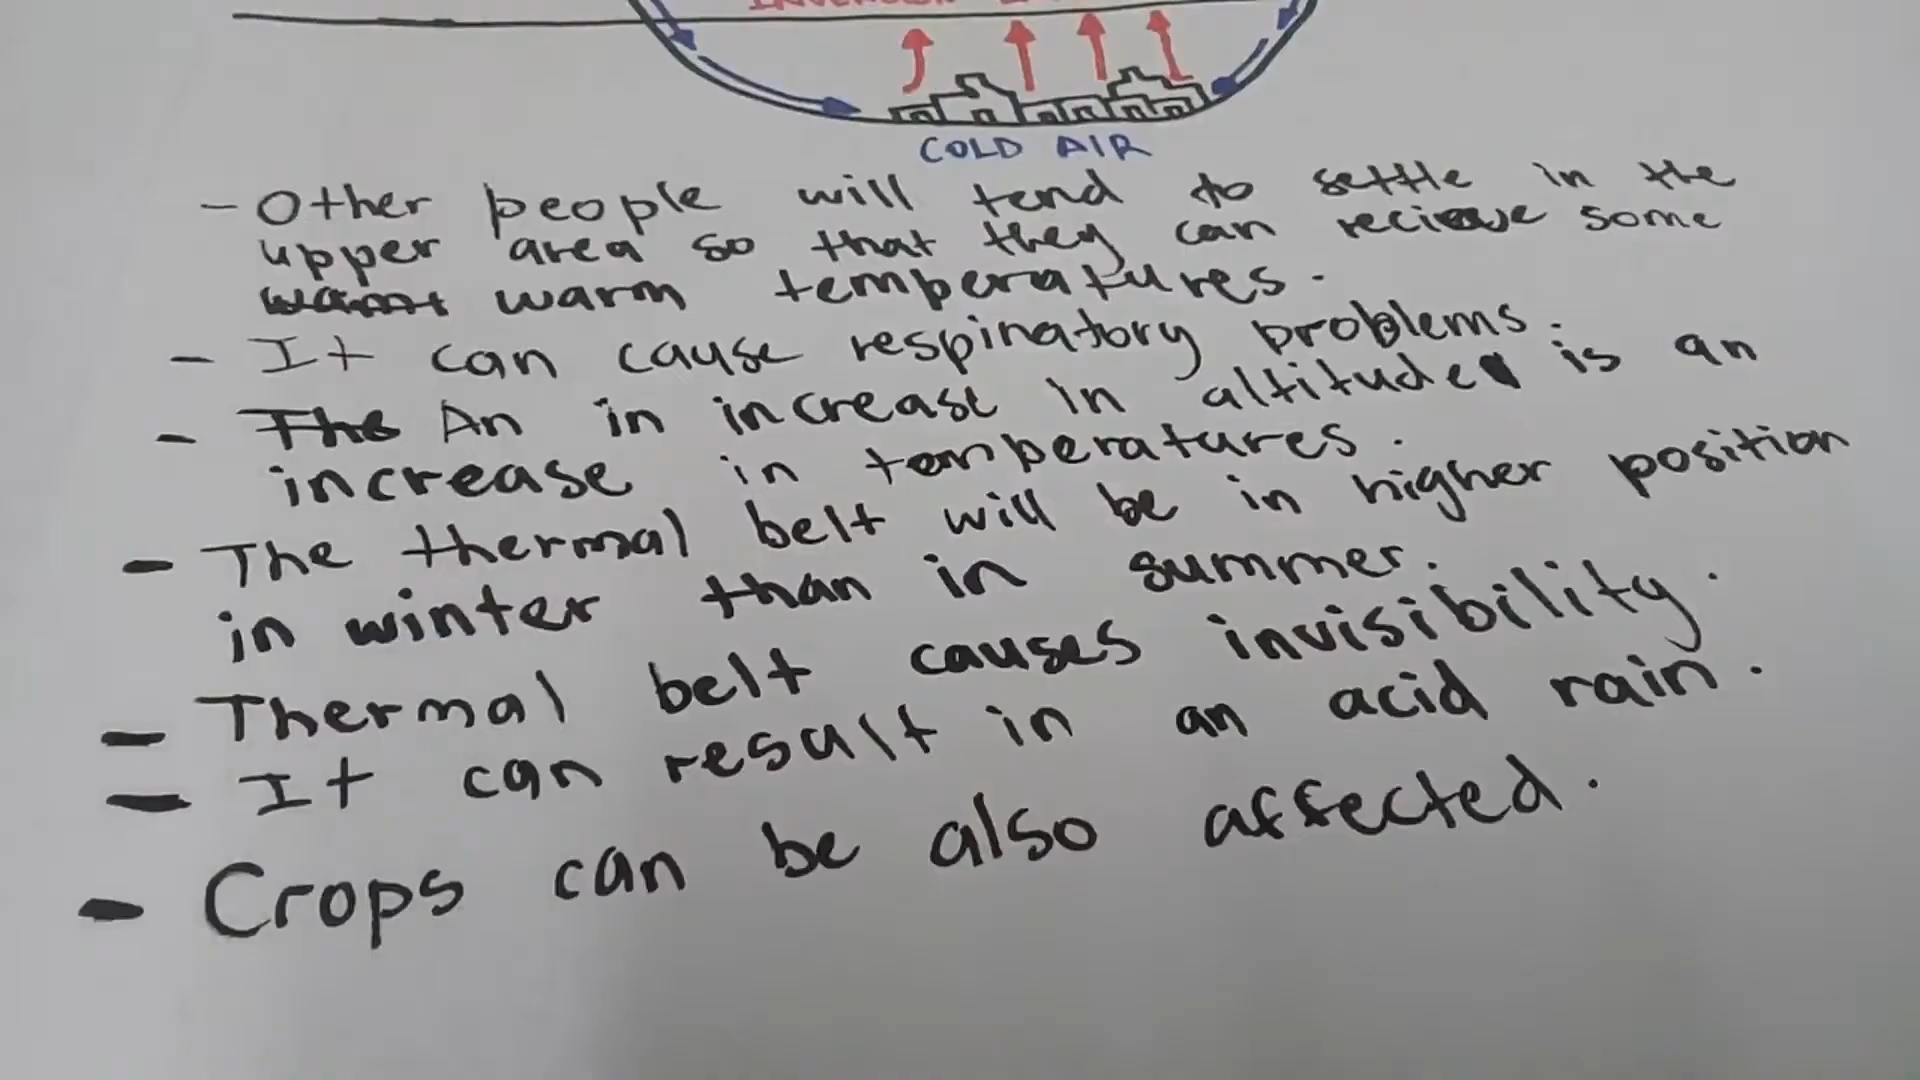 COLD AIR
- Other people will tend to settle in the
upper area so that they can recieve some
warm temperatures.
- It can cause respiratory problems.
- The An in increase in altitude is an
increase in temperatures.
- The thermal belt will be in higher position
in winter than in summer.
- Thermal belt causes invisibility.
- It can result in an acid rain.
- Crops can be also affected.